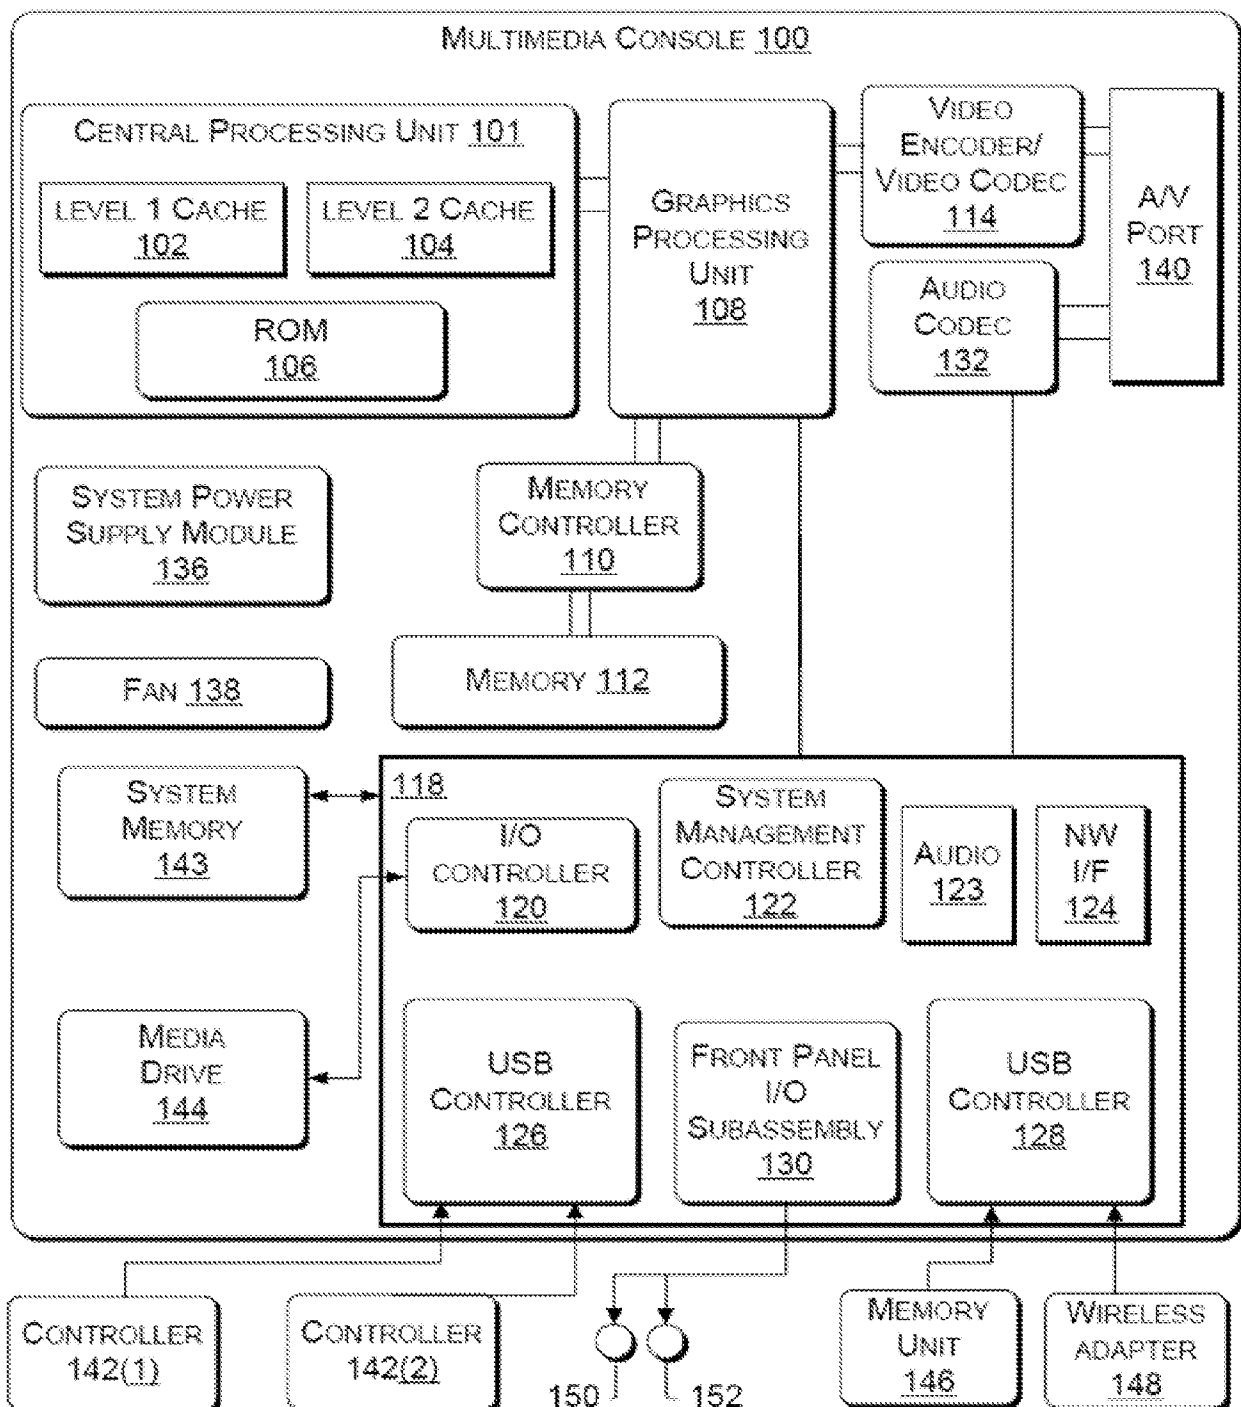 MULTIMEDIA CONSOLE 100
CENTRAL PROCESSING UNIT 101
LEVEL 1 CACHE
102
LEVEL 2 CACHE
104
ROM
106
GRAPHICS
PROCESSING
UNIT
108
VIDEO
ENCODER/
VIDEO CODEC
114
AUDIO
CODEC
132
A/V
PORT
140
SYSTEM POWER
SUPPLY MODULE
136
MEMORY
CONTROLLER
110
FAN 138
MEMORY 112
SYSTEM
MEMORY
143
118
I/O
CONTROLLER
120
SYSTEM
MANAGEMENT
CONTROLLER
122
AUDIO
123
NW
I/F
124
MEDIA
DRIVE
144
USB
CONTROLLER
126
FRONT PANEL
I/O
SUBASSEMBLY
130
USB
CONTROLLER
128
CONTROLLER
142(1)
CONTROLLER
142(2)
150
152
MEMORY
UNIT
146
WIRELESS
ADAPTER
148